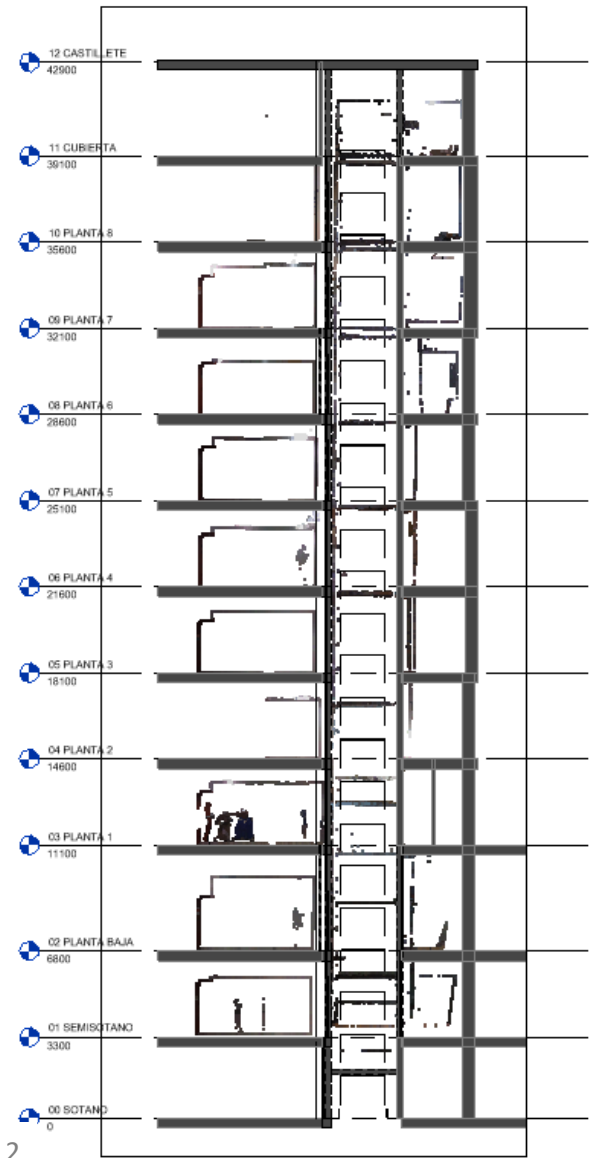 12 CASTILLETE
42900
11 CUBIERTA
39100
10 PLANTA 8
35600
09 PLANTA 7
32100
08 PLANTA 6
28600
07 PLANTA 5
25100
06 PLANTA 4
21600
05 PLANTA 3
18100
04 PLANTA 2
14600
03 PLANTA 1
11100
02 PLANTA BAJA
6800
01 SEMISOTANO
3300
00 SOTANO
0
2